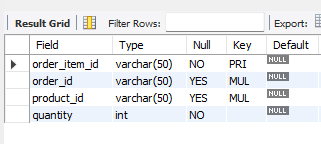 Result Grid Filter Rows: Export:
Field Type Null Key Default
order_item_id varchar(50) NO PRI NULL
order_id varchar(50) YES MUL NULL
product_id varchar(50) YES MUL NULL
quantity int NO NULL